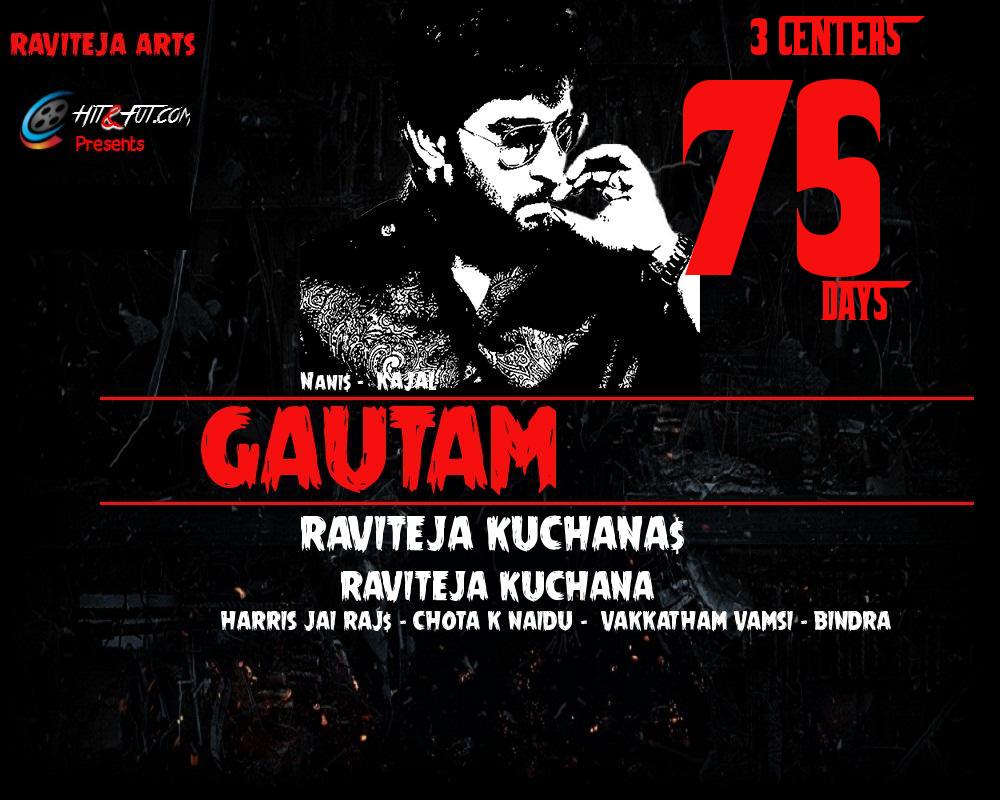 RAVITEJA ARTS
HIT&FUT.COM
Presents
3 CENTERS
75
DAYS
NANI$ - KAJAL
GAUTAM
RAVITEJA KUCHANA$
RAVITEJA KUCHANA
HARRIS JAI RAJ$ - CHOTA K NAIDU - VAKKATHAM VAMSI - BINDRA